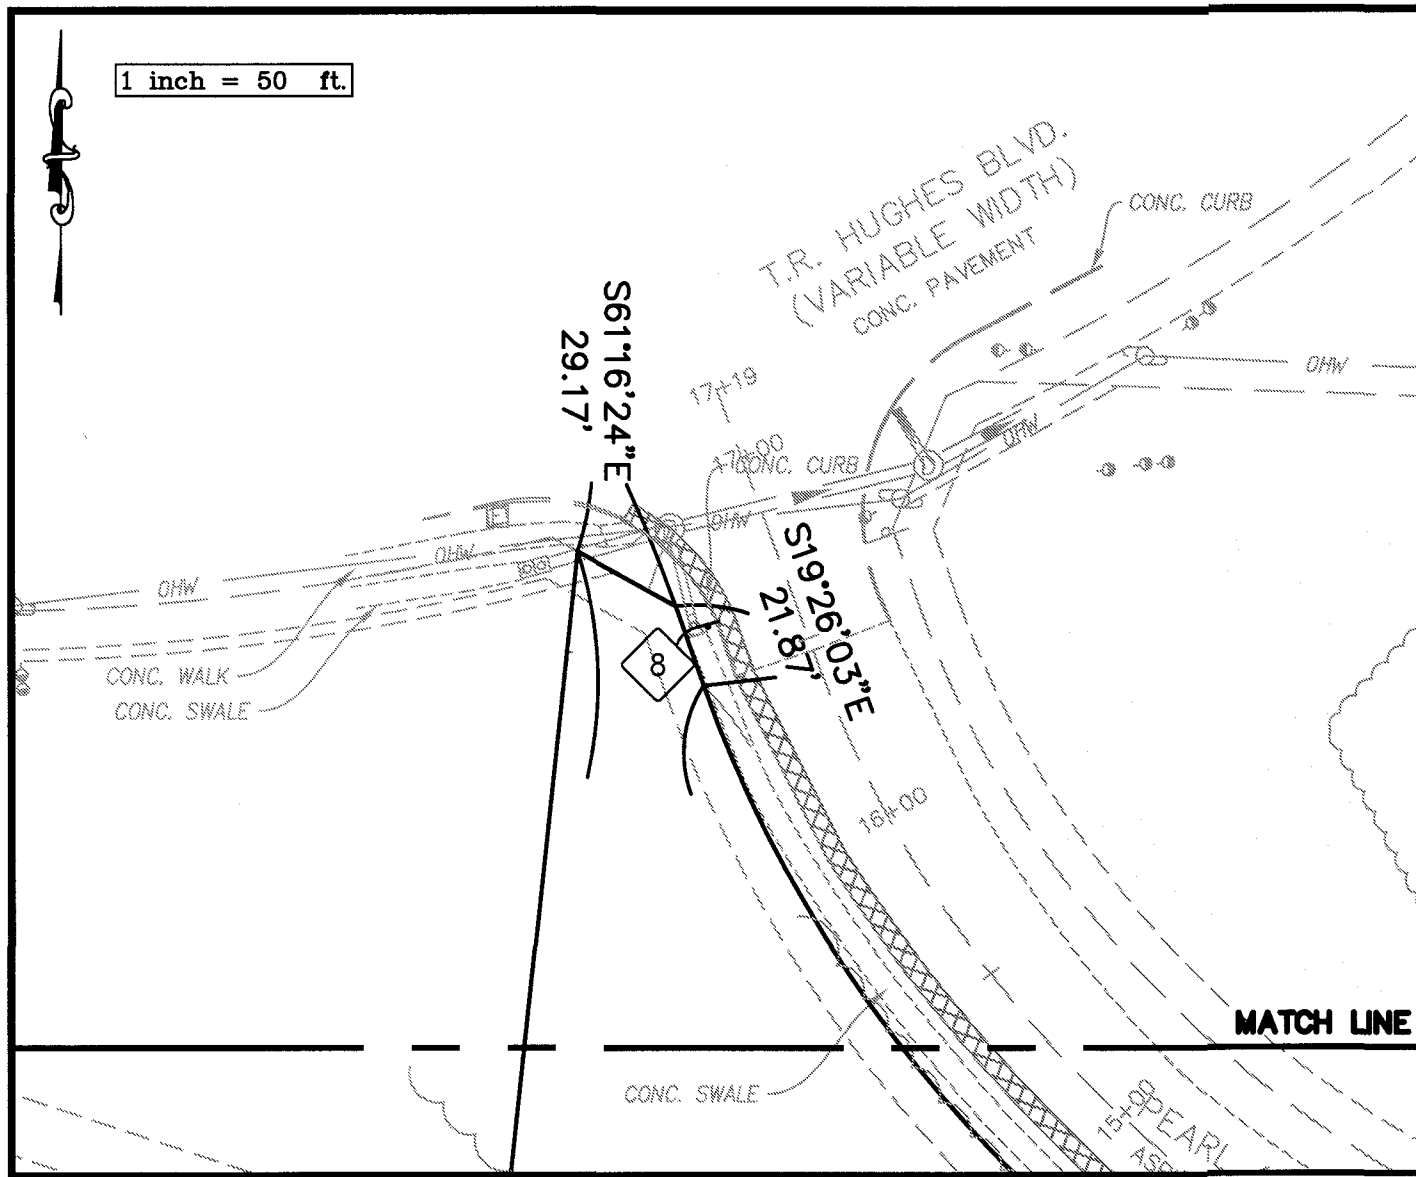 1 inch = 50 ft.
T.R. HUGHES BLVD.
(VARIABLE WIDTH)
CONC. PAVEMENT
CONC. CURB
S61°16'24"E
29.17'
17+19
17+00
CONC. CURB
OHW
OHW
OHW
OHW
OHW
S19°26'03"E
21.87'
CONC. WALK
CONC. SWALE
8
16+00
MATCH LINE
CONC. SWALE
15+00
PEARL